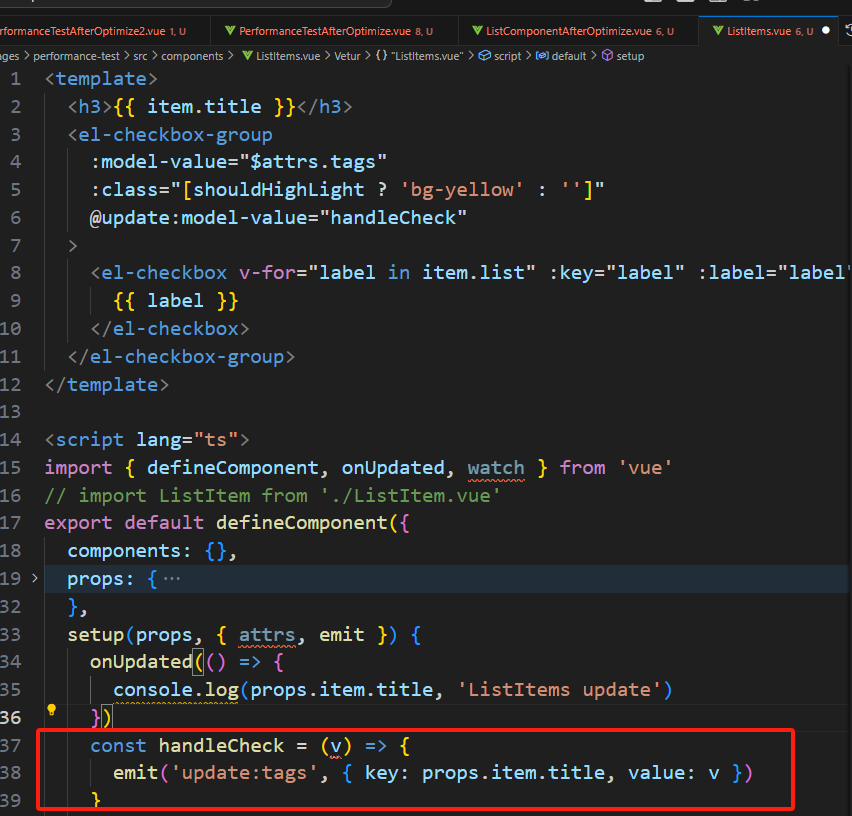 erformanceTestAfterOptimize2.vue 1, U PerformanceTestAfterOptimize.vue 8, U ListComponentAfterOptimize.vue 6, U ListItems.vue 6, U
ages > performance-test > src > components > ListItems.vue > Vetur > {} "ListItems.vue" > script > default > setup
1 <template>
2 <h3>{{ item.title }}</h3>
3 <el-checkbox-group
4 :model-value="$attrs.tags"
5 :class="[shouldHighLight ? 'bg-yellow' : '']"
6 @update:model-value="handleCheck"
7 >
8 <el-checkbox v-for="label in item.list" :key="label" :label="label"
9 {{ label }}
10 </el-checkbox>
11 </el-checkbox-group>
12 </template>
13
14 <script lang="ts">
15 import { defineComponent, onUpdated, watch } from 'vue'
16 // import ListItem from './ListItem.vue'
17 export default defineComponent({
18 components: {},
19 props: { ···
32 },
33 setup(props, { attrs, emit }) {
34 onUpdated(() => {
35 console.log(props.item.title, 'ListItems update')
36 })
37 const handleCheck = (v) => {
38 emit('update:tags', { key: props.item.title, value: v })
39 }